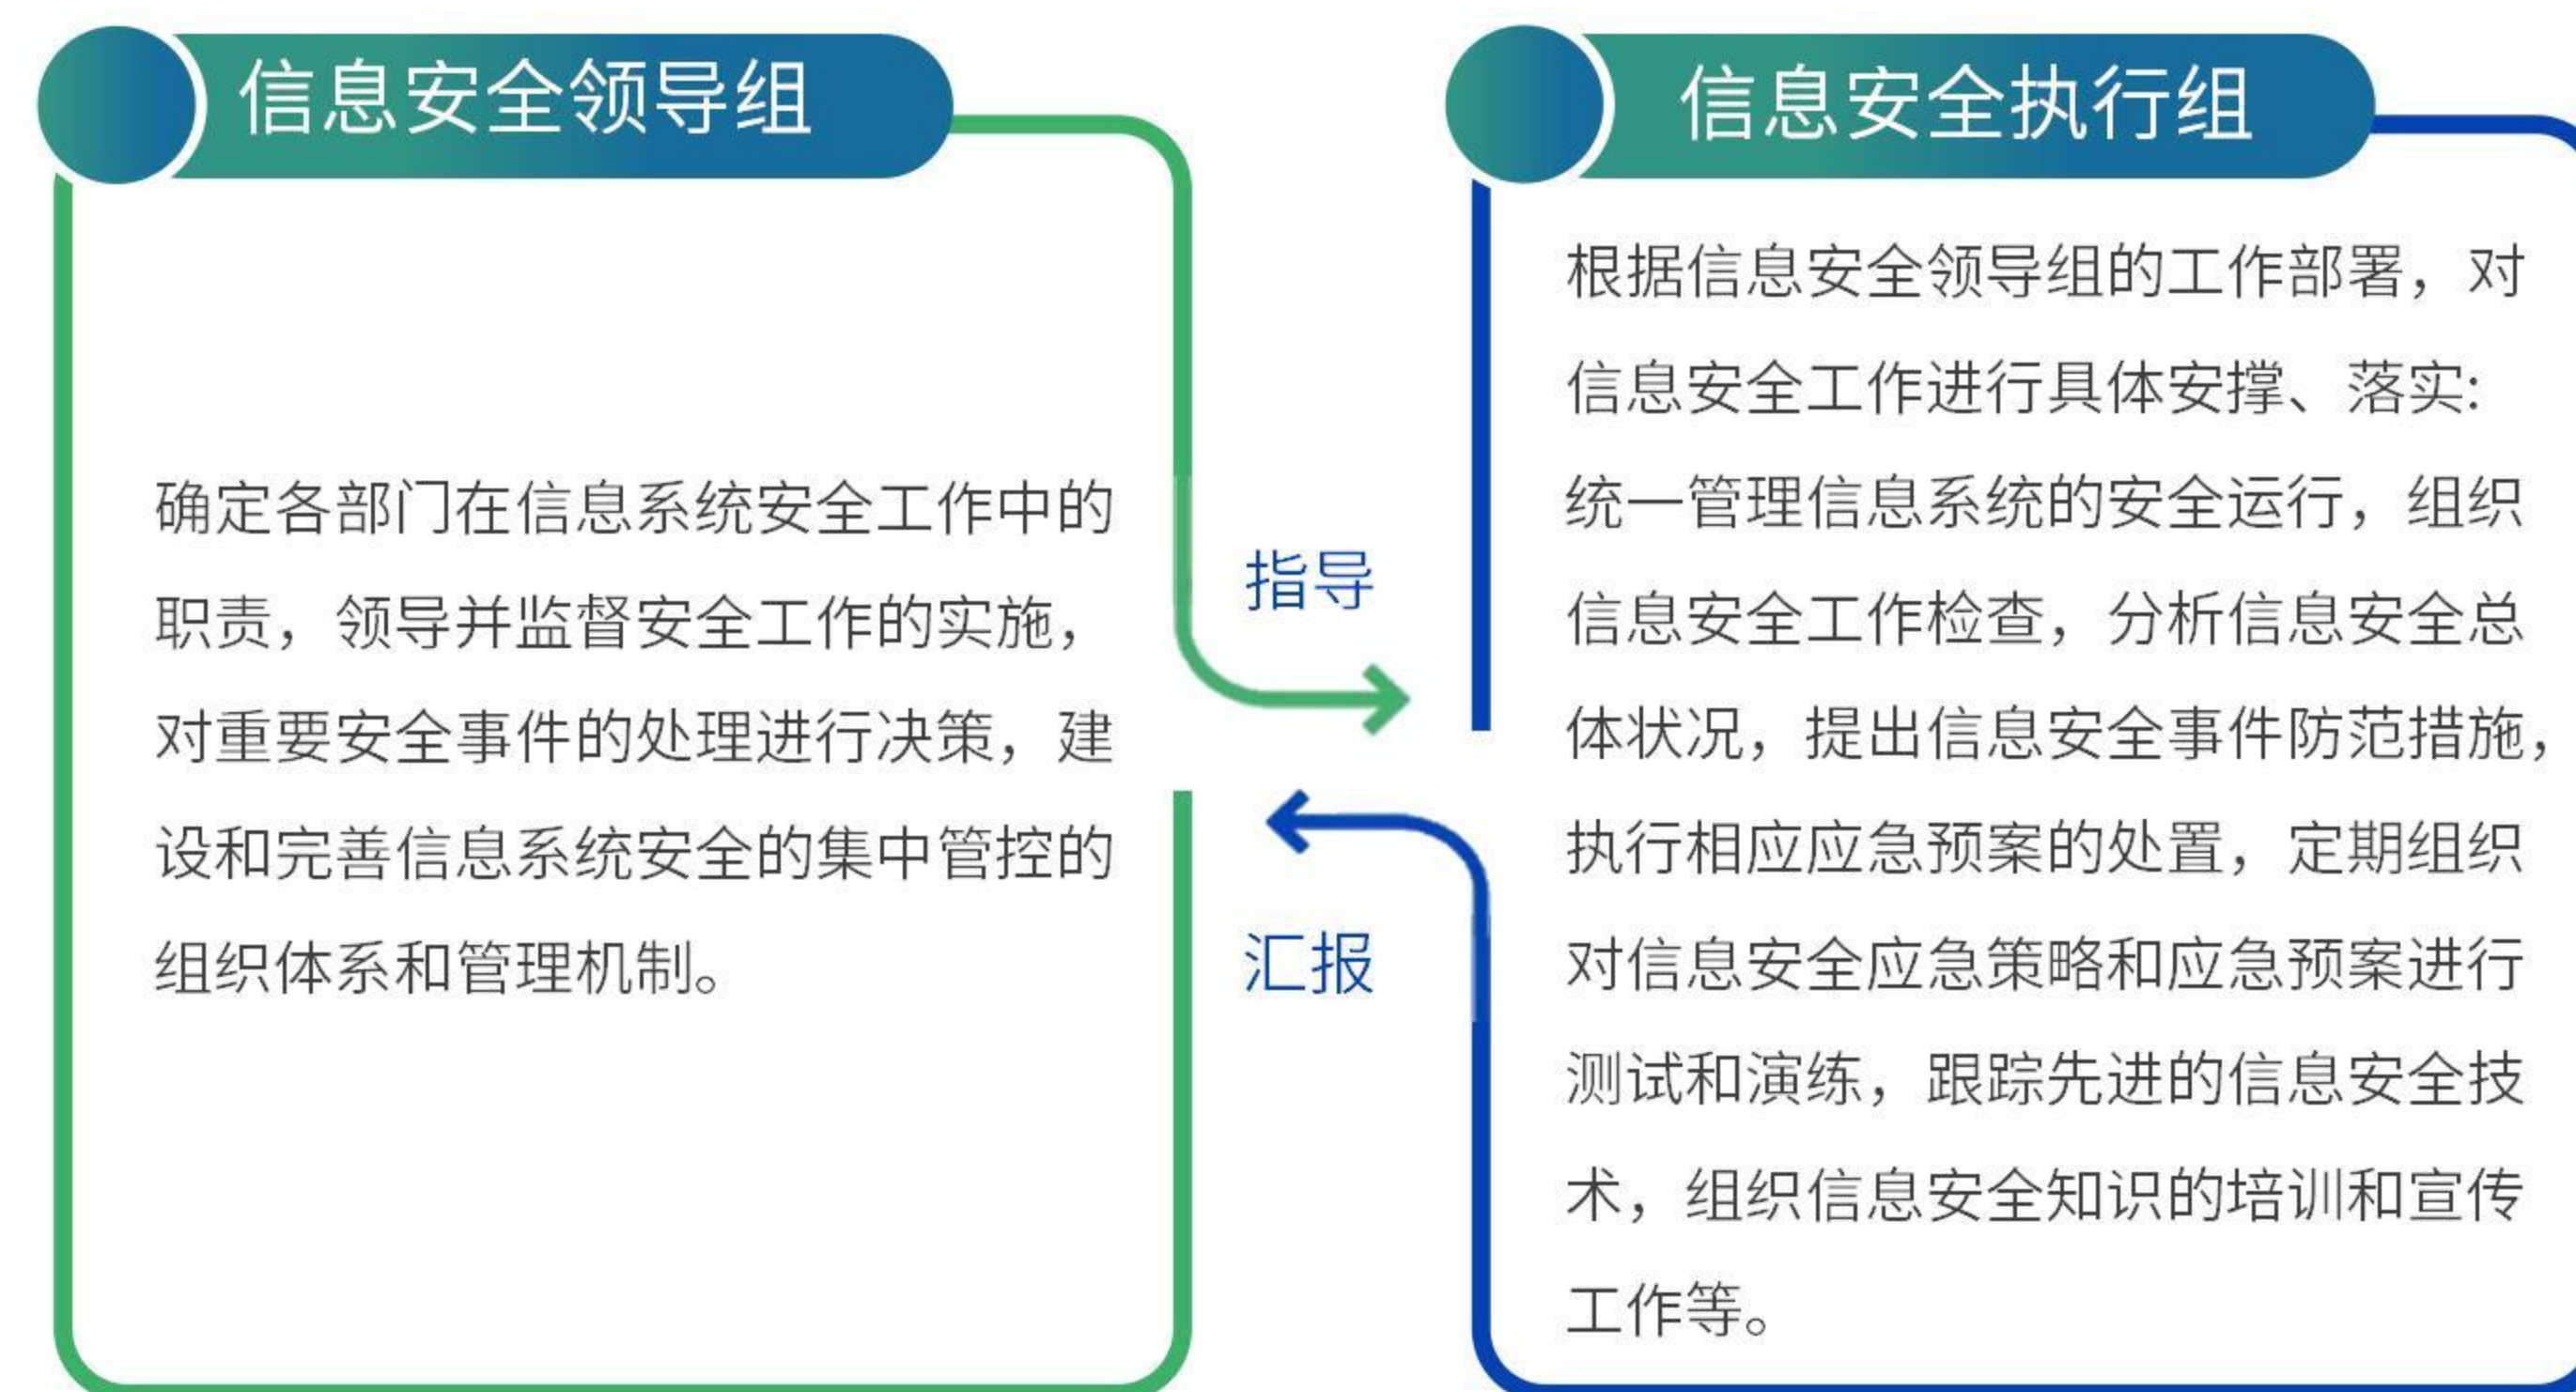 信息安全领导组
确定各部门在信息系统安全工作中的
职责，领导并监督安全工作的实施，
对重要安全事件的处理进行决策，建
设和完善信息系统安全的集中管控的
组织体系和管理机制。
指导
汇报
信息安全执行组
根据信息安全领导组的工作部署，对
信息安全工作进行具体安撑、落实:
统一管理信息系统的安全运行，组织
信息安全工作检查，分析信息安全总
体状况，提出信息安全事件防范措施，
执行相应应急预案的处置，定期组织
对信息安全应急策略和应急预案进行
测试和演练，跟踪先进的信息安全技
术，组织信息安全知识的培训和宣传
工作等。